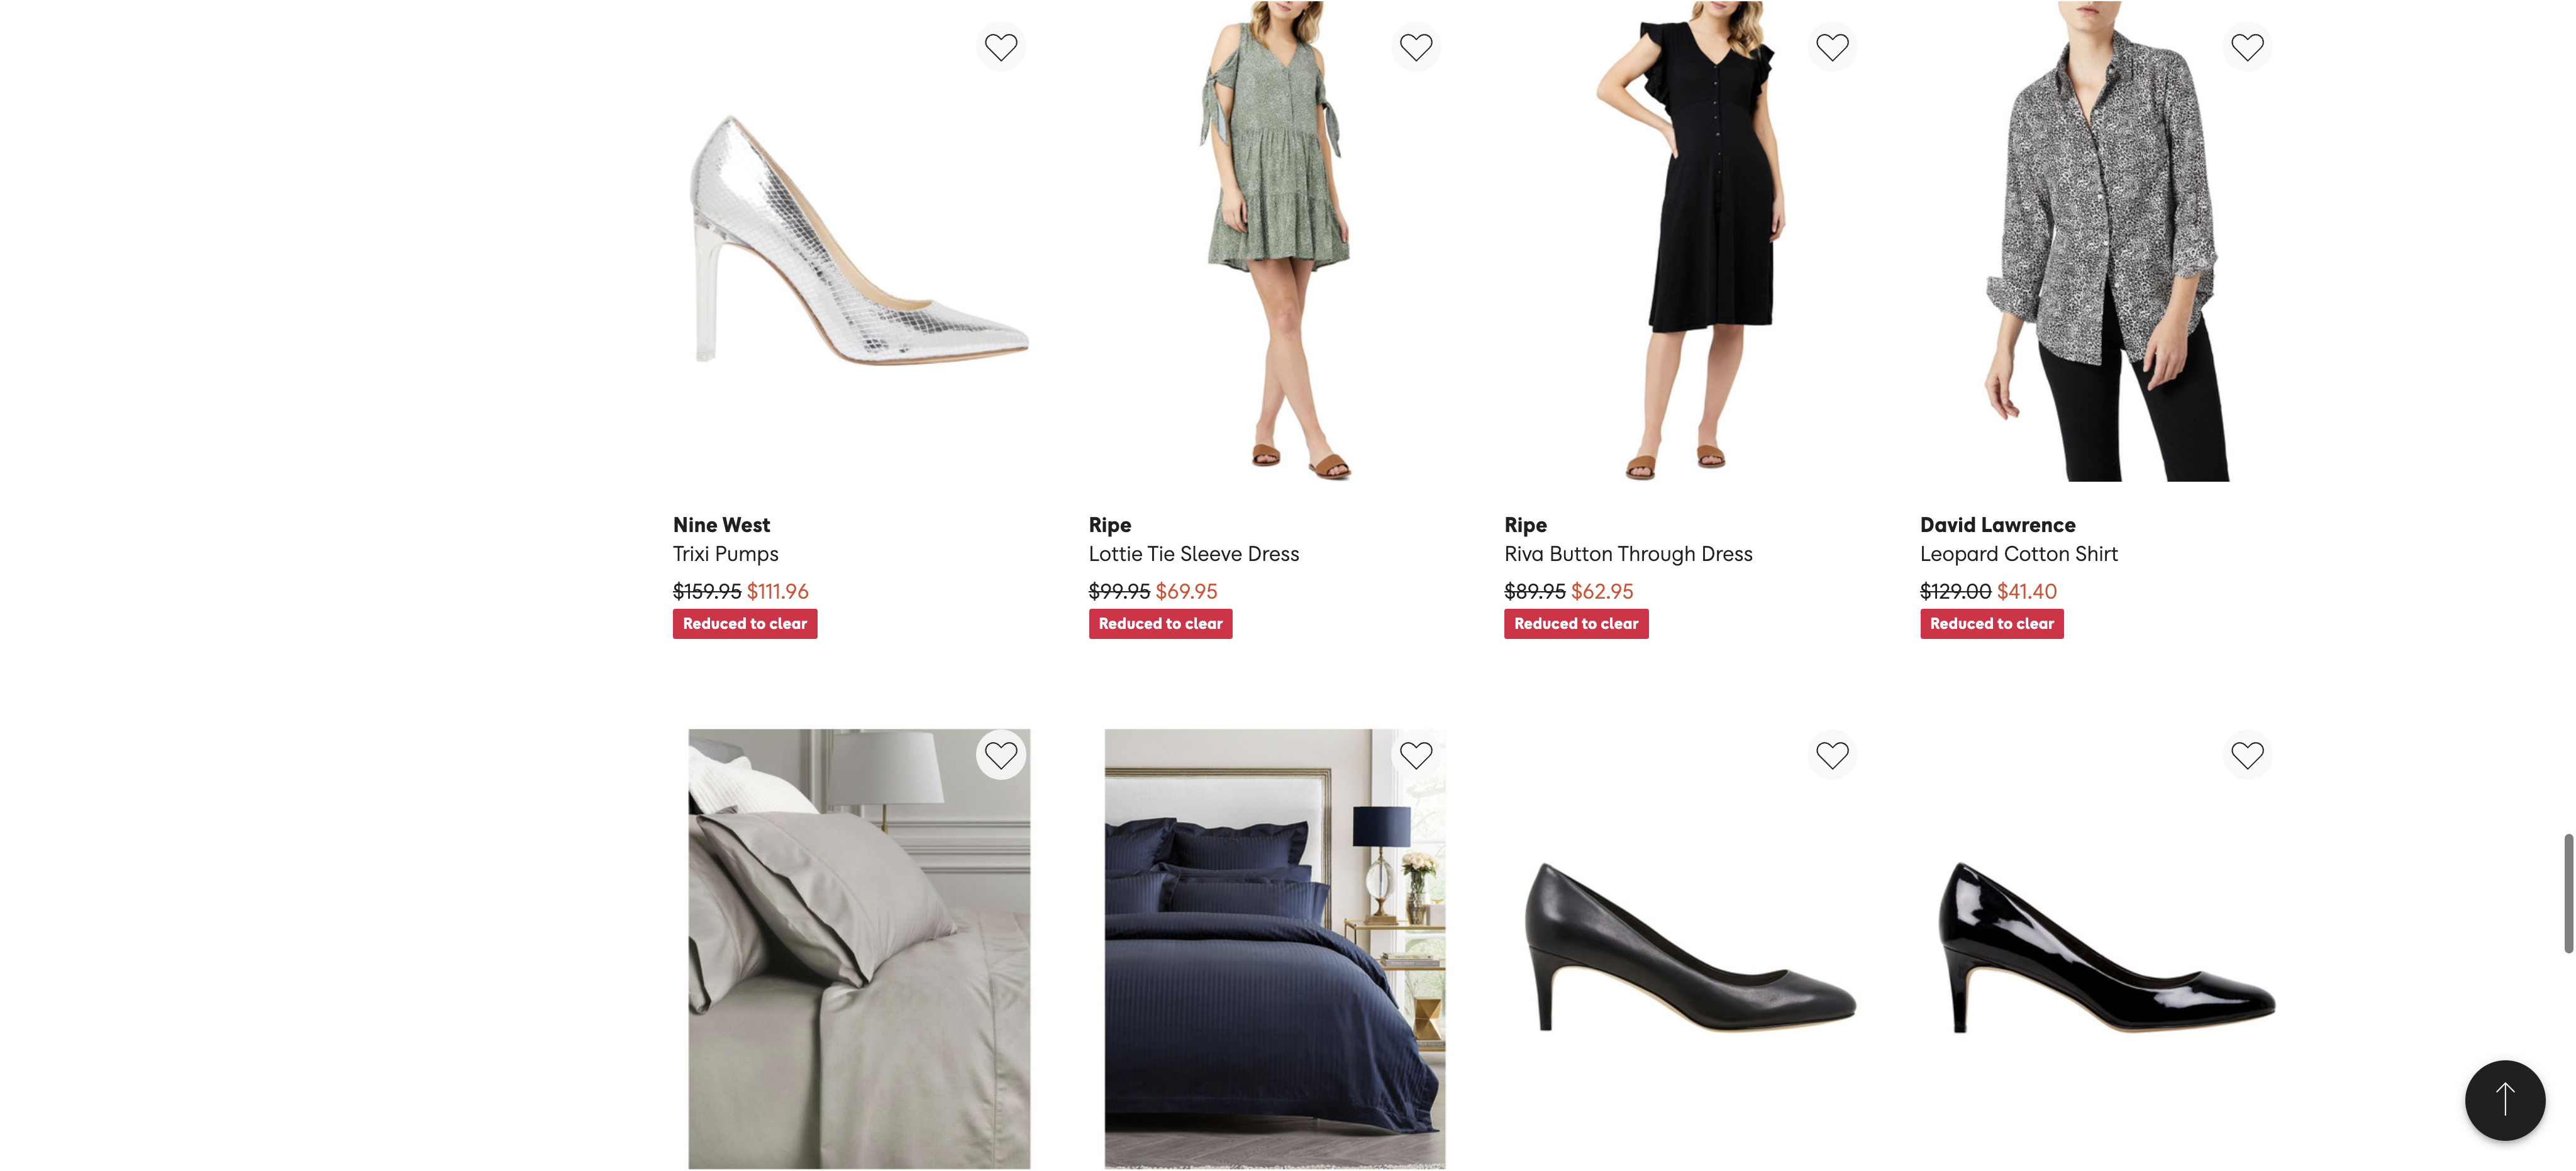 Nine West
Trixi Pumps
$159.95 $111.96
Reduced to clear
Ripe
Lottie Tie Sleeve Dress
$99.95 $69.95
Reduced to clear
Ripe
Riva Button Through Dress
$89.95 $62.95
Reduced to clear
David Lawrence
Leopard Cotton Shirt
$129.00 $41.40
Reduced to clear